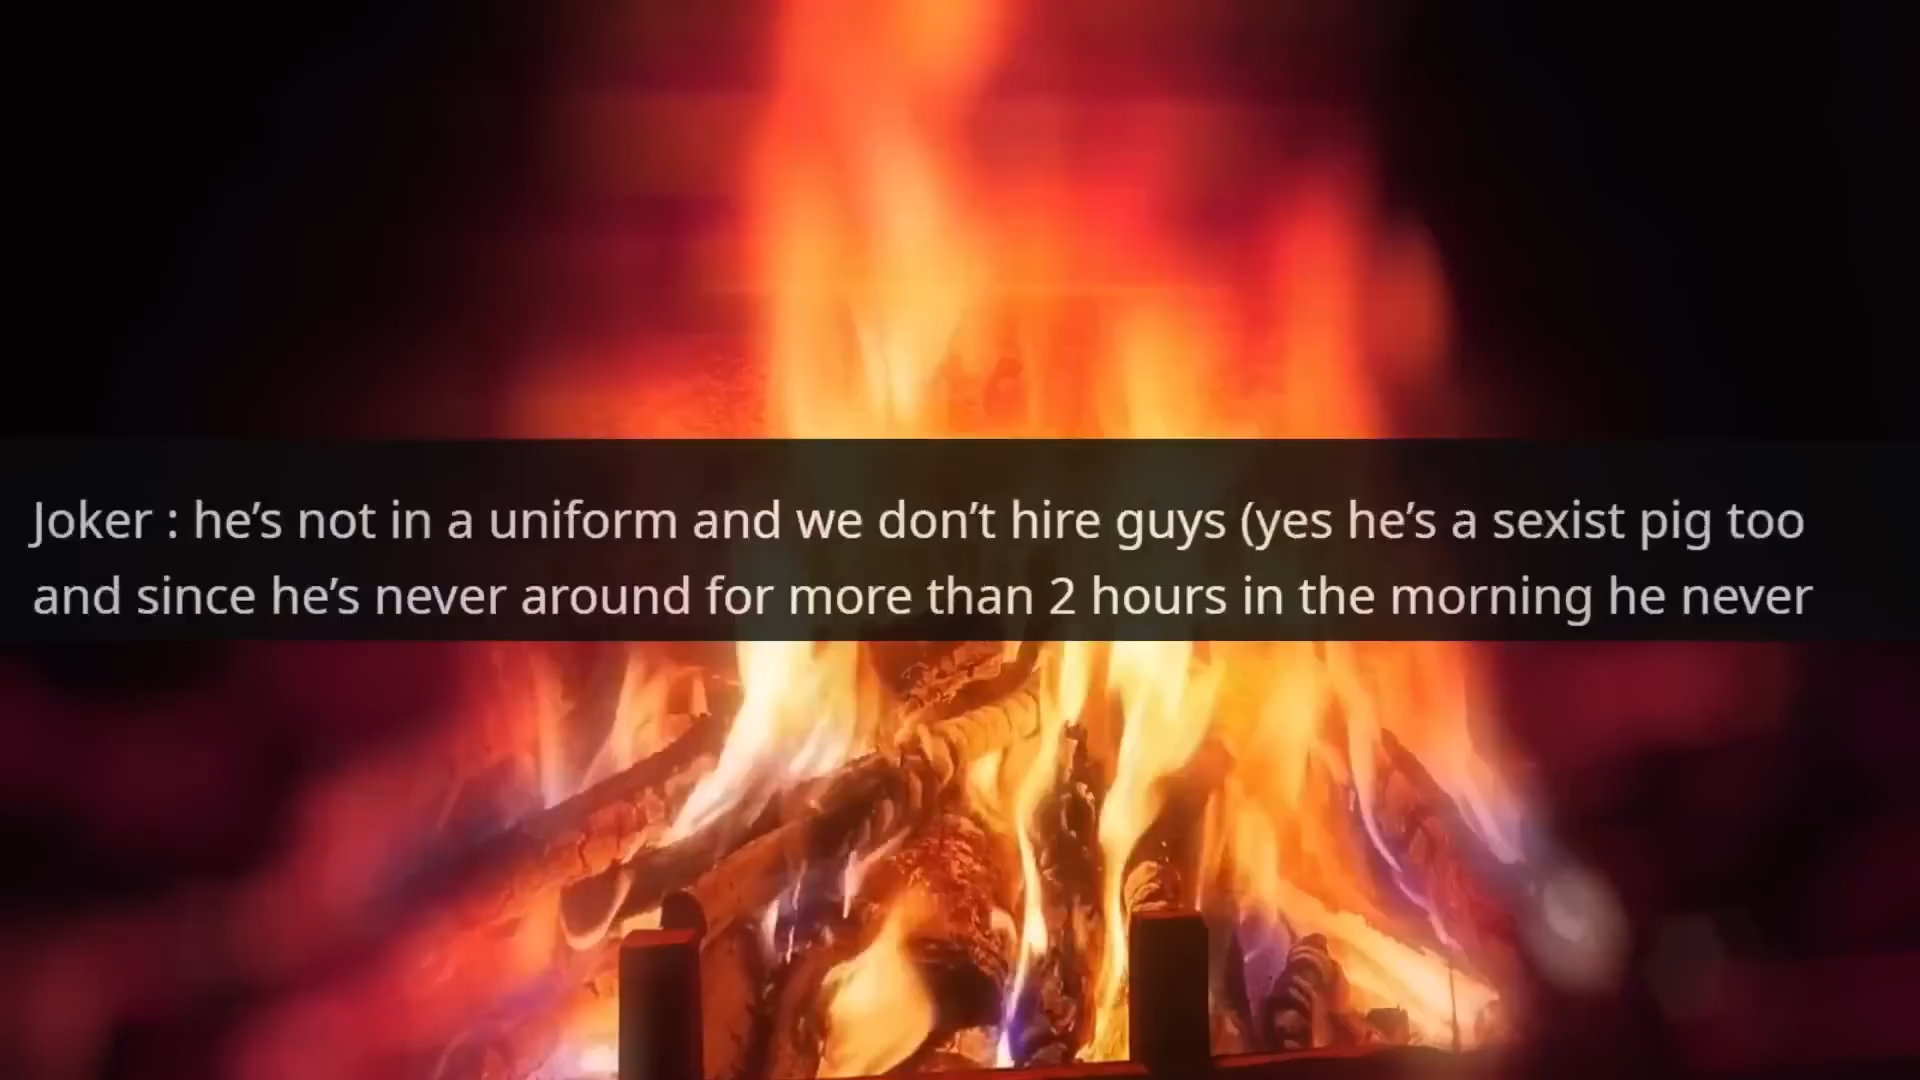 Joker : he’s not in a uniform and we don’t hire guys (yes he’s a sexist pig too
and since he’s never around for more than 2 hours in the morning he never